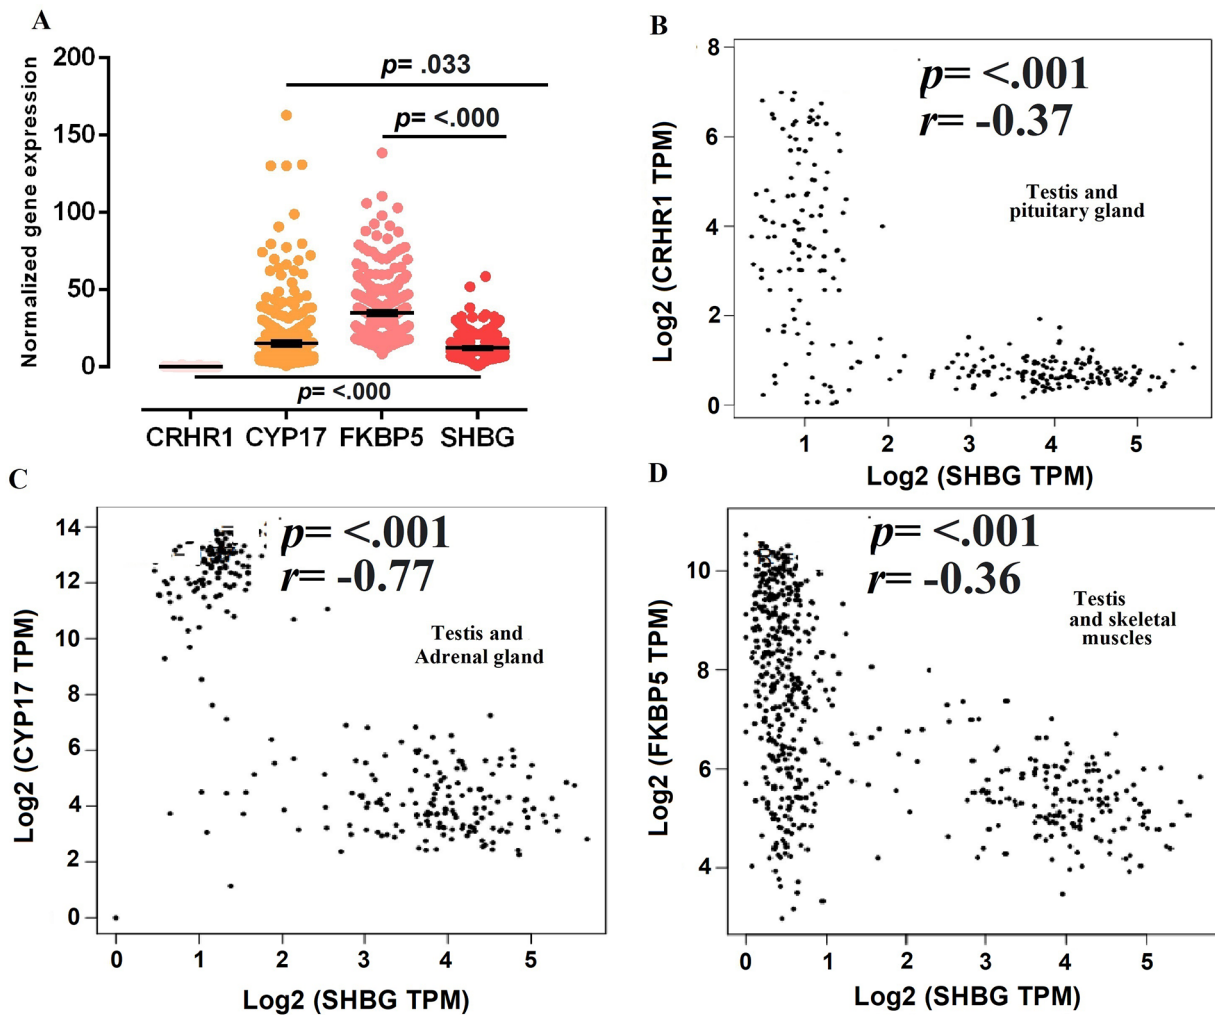 A
Normalized gene expression
200
150
100
50
0
p= .033
p= <.000
p= <.000
CRHR1 CYP17 FKBP5 SHBG
B
Log2 (CRHR1 TPM)
8
6
4
2
0
p= <.001
r= -0.37
Testis and
pituitary gland
1 2 3 4 5
Log2 (SHBG TPM)
C
Log2 (CYP17 TPM)
14
12
10
8
6
4
2
0
p= <.001
r= -0.77
Testis and
Adrenal gland
0 1 2 3 4 5
Log2 (SHBG TPM)
D
Log2 (FKBP5 TPM)
10
8
6
4
p= <.001
r= -0.36
Testis
and skeletal
muscles
0 1 2 3 4 5
Log2 (SHBG TPM)